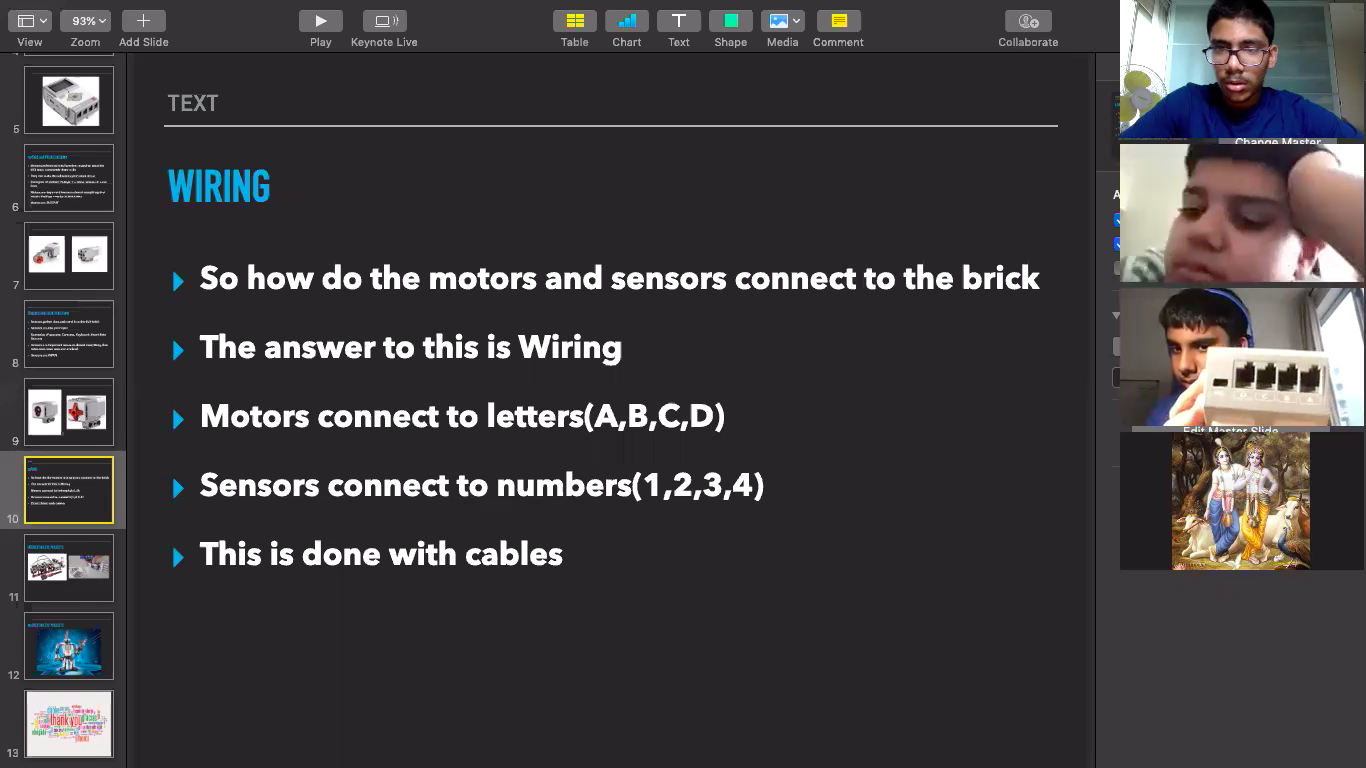 93%
View
Zoom
Add Slide
Play
Keynote Live
Table
Chart
Text
Shape
Media
Comment
Collaborate
TEXT
WIRING
So how do the motors and sensors connect to the brick
The answer to this is Wiring
Motors connect to letters(A,B,C,D)
Sensors connect to numbers(1,2,3,4)
This is done with cables
5
6
7
8
9
10
11
12
13
thank you
Change Master
Edit Master Slide